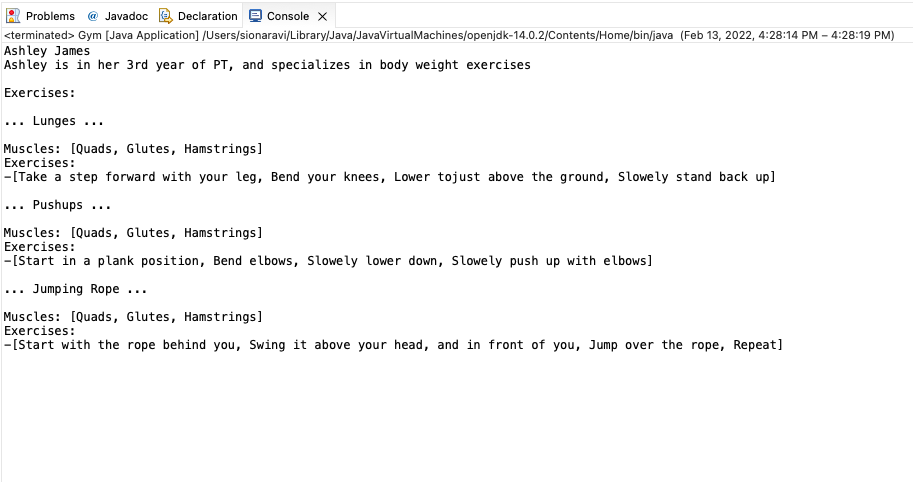 Problems @ Javadoc Declaration Console
<terminated> Gym [Java Application] /Users/sionaravi/Library/Java/JavaVirtualMachines/openjdk-14.0.2/Contents/Home/bin/java (Feb 13, 2022, 4:28:14 PM – 4:28:19 PM)
Ashley James
Ashley is in her 3rd year of PT, and specializes in body weight exercises
Exercises:
... Lunges ...
Muscles: [Quads, Glutes, Hamstrings]
Exercises:
-[Take a step forward with your leg, Bend your knees, Lower tojust above the ground, Slowely stand back up]
... Pushups ...
Muscles: [Quads, Glutes, Hamstrings]
Exercises:
-[Start in a plank position, Bend elbows, Slowely lower down, Slowely push up with elbows]
... Jumping Rope ...
Muscles: [Quads, Glutes, Hamstrings]
Exercises:
-[Start with the rope behind you, Swing it above your head, and in front of you, Jump over the rope, Repeat]